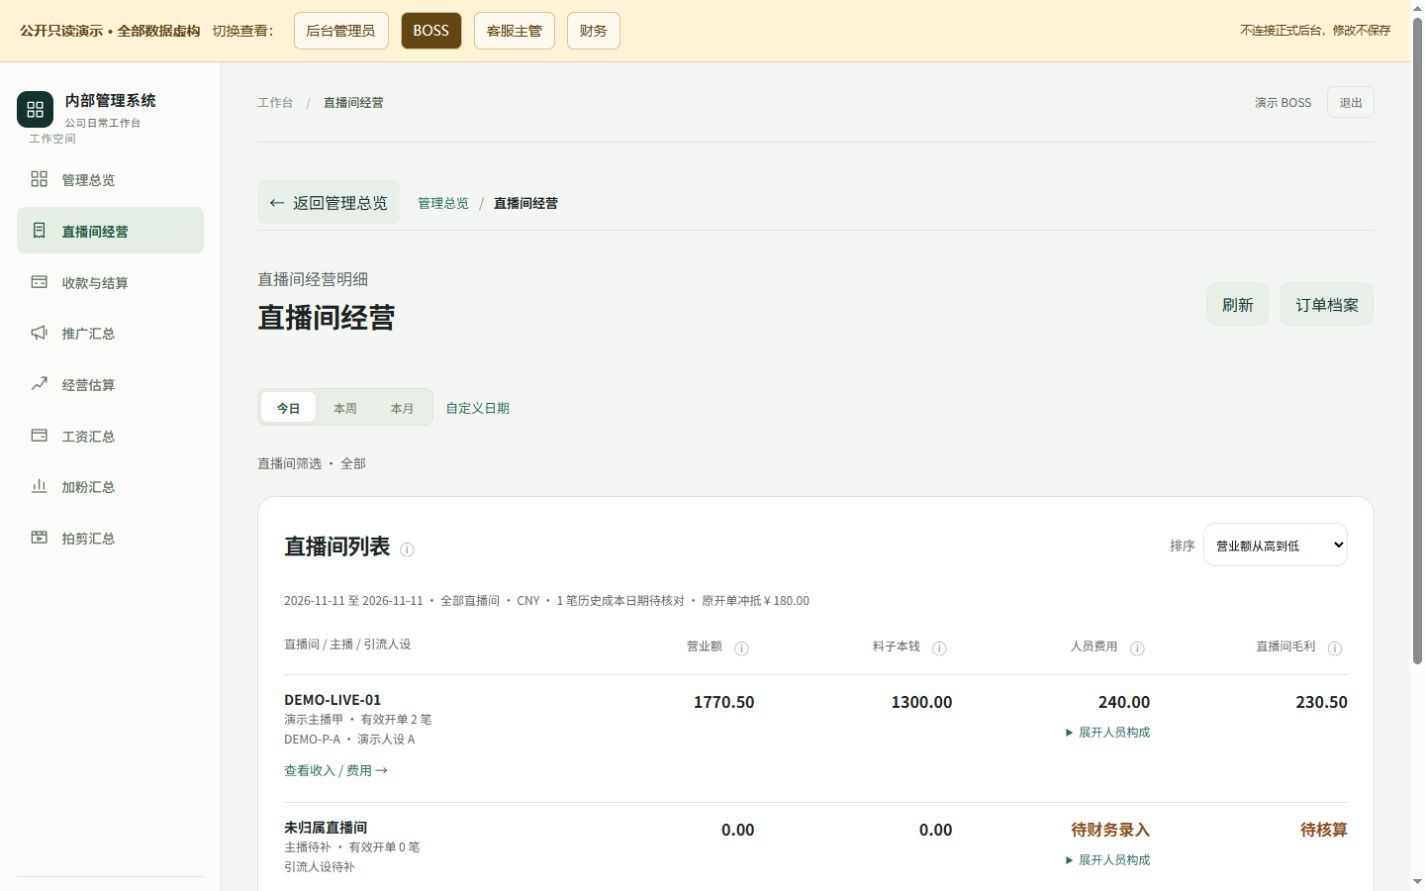 公开只读演示 • 全部数据虚构 切换查看： 后台管理员 BOSS 客服主管 财务 不连接正式后台，修改不保存
内部管理系统
公司日常工作台
工作空间
管理总览
直播间经营
收款与结算
推广汇总
经营估算
工资汇总
加粉汇总
拍剪汇总
工作台 / 直播间经营 演示 BOSS 退出
← 返回管理总览 管理总览 / 直播间经营
直播间经营明细
直播间经营 刷新 订单档案
今日 本周 本月 自定义日期
直播间筛选 · 全部
直播间列表 排序 营业额从高到低
2026-11-11 至 2026-11-11 · 全部直播间 · CNY · 1 笔历史成本日期待核对 · 原开单冲抵 ¥ 180.00
直播间 / 主播 / 引流人设 营业额 料子本钱 人员费用 直播间毛利
DEMO-LIVE-01 1770.50 1300.00 240.00 230.50
演示主播甲 · 有效开单 2 笔
DEMO-P-A · 演示人设 A
▶ 展开人员构成
查看收入 / 费用 →
未归属直播间 0.00 0.00 待财务录入 待核算
主播待补 · 有效开单 0 笔
引流人设待补
▶ 展开人员构成